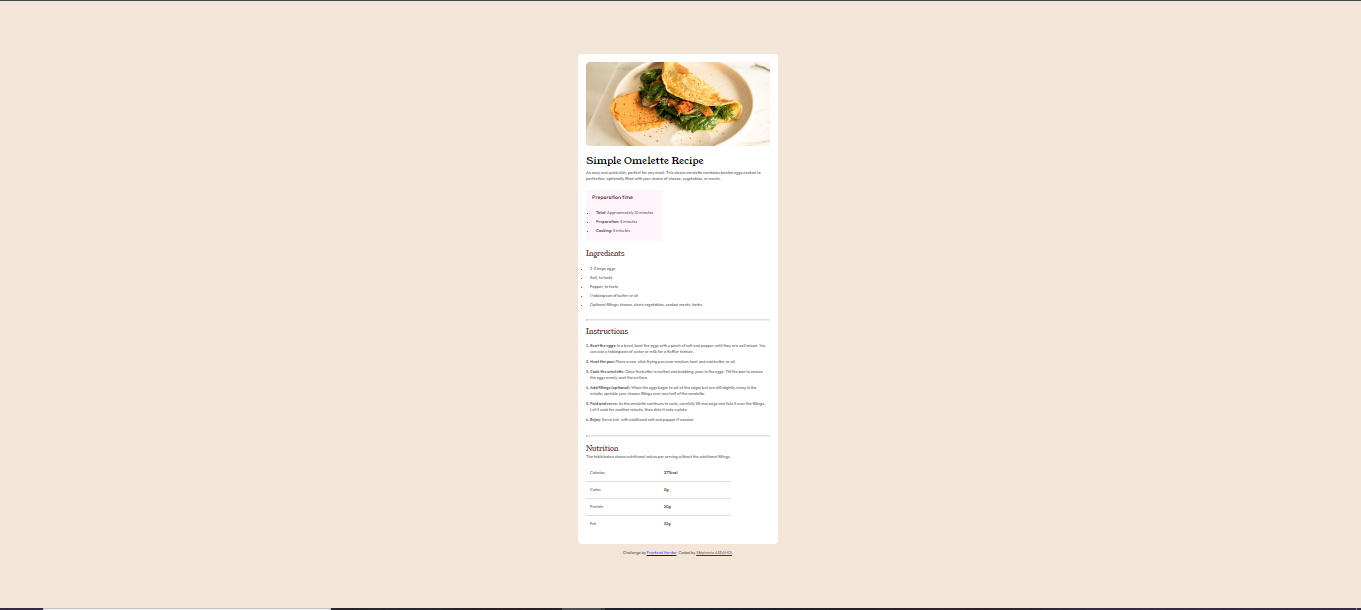 Simple Omelette Recipe
An easy and quick dish, perfect for any meal. This classic omelette combines beaten eggs cooked to
perfection, optionally filled with your choice of cheese, vegetables, or meats.
Preparation time
Total: Approximately 10 minutes
Preparation: 5 minutes
Cooking: 5 minutes
Ingredients
2-3 large eggs
Salt, to taste
Pepper, to taste
1 tablespoon of butter or oil
Optional fillings: cheese, diced vegetables, cooked meats, herbs
Instructions
1. Beat the eggs: In a bowl, beat the eggs with a pinch of salt and pepper until they are well mixed. You
can add a tablespoon of water or milk for a fluffier texture.
2. Heat the pan: Place a non-stick frying pan over medium heat and add butter or oil.
3. Cook the omelette: Once the butter is melted and bubbling, pour in the eggs. Tilt the pan to ensure
the eggs evenly coat the surface.
4. Add fillings (optional): When the eggs begin to set at the edges but are still slightly runny in the
middle, sprinkle your chosen fillings over one half of the omelette.
5. Fold and serve: As the omelette continues to cook, carefully lift one edge and fold it over the fillings.
Let it cook for another minute, then slide it onto a plate.
6. Enjoy: Serve hot, with additional salt and pepper if needed.
Nutrition
The table below shows nutritional values per serving without the additional fillings.
Calories 277kcal
Carbs 0g
Protein 20g
Fat 22g
Challenge by Frontend Mentor. Coded by